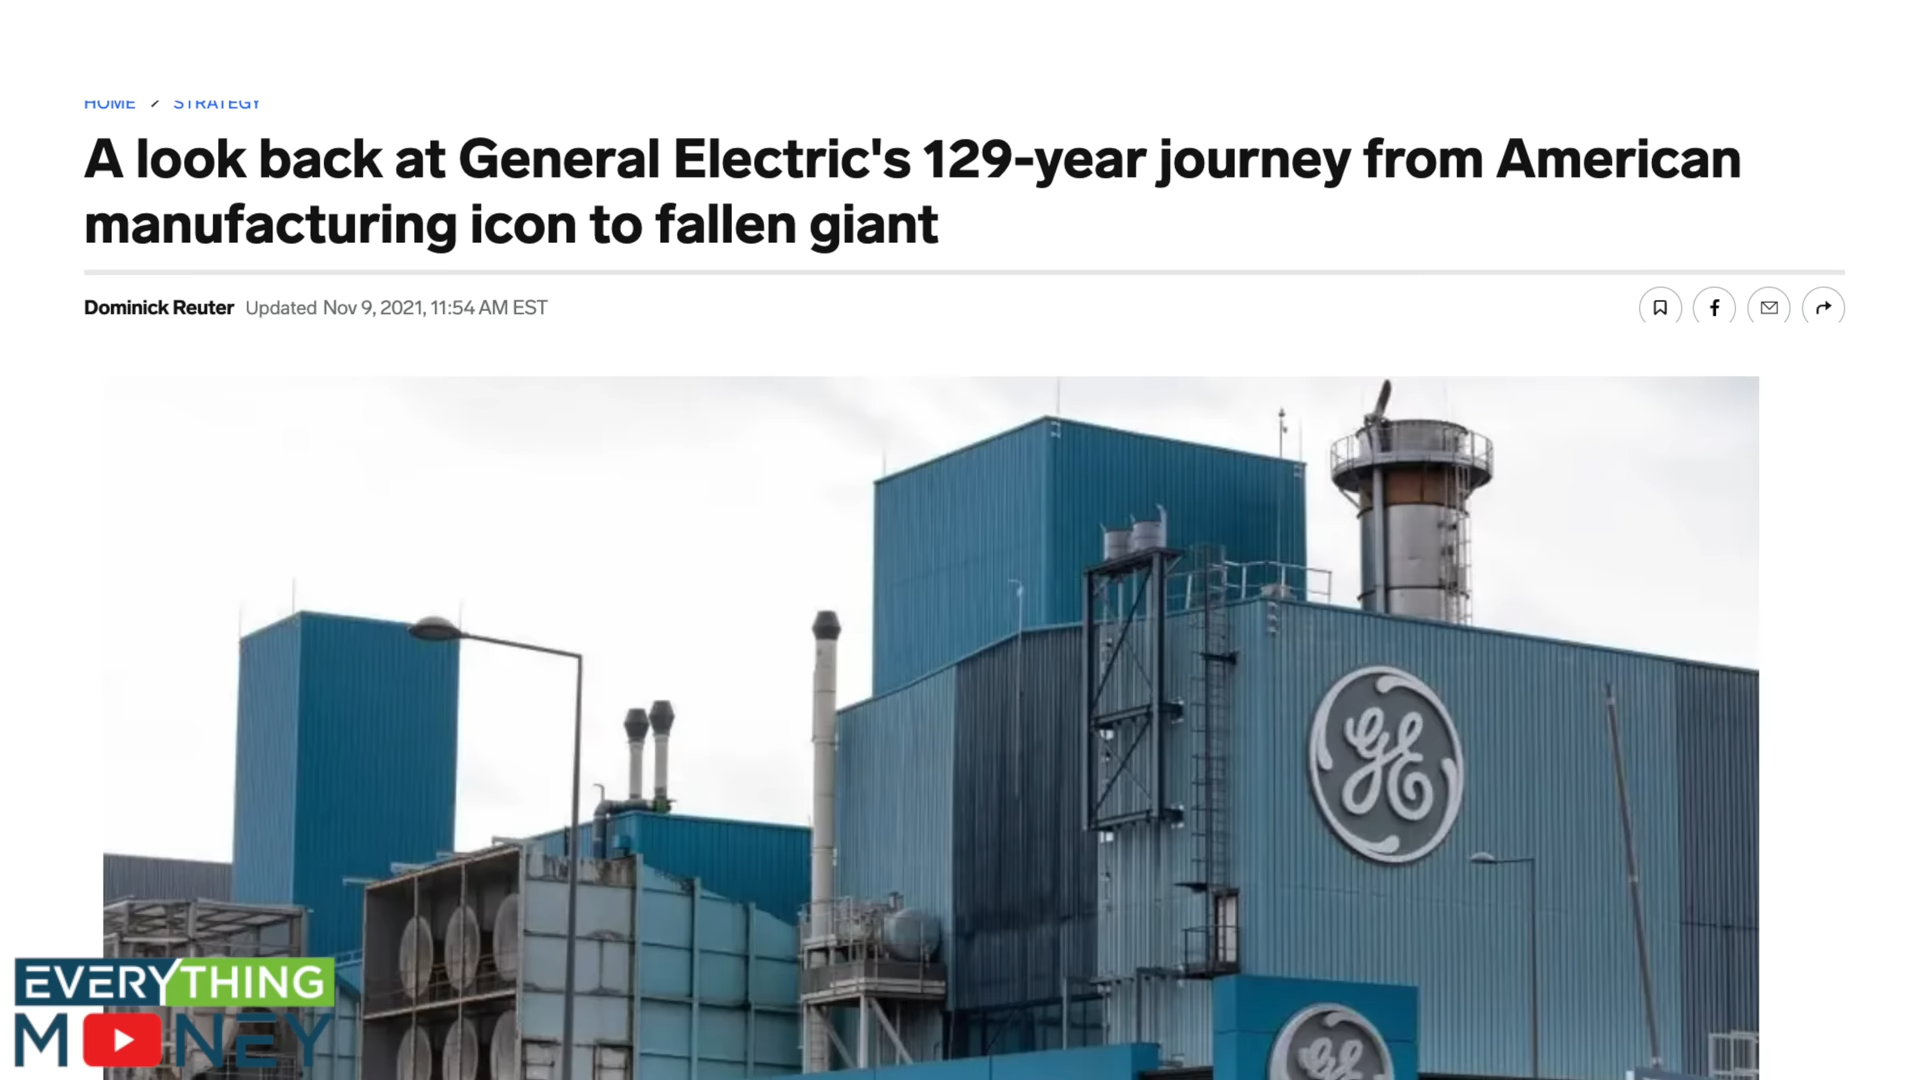 HOME / STRATEGY
A look back at General Electric's 129-year journey from American
manufacturing icon to fallen giant
Dominick Reuter Updated Nov 9, 2021, 11:54 AM EST
GE
GE
EVERYTHING
MONEY